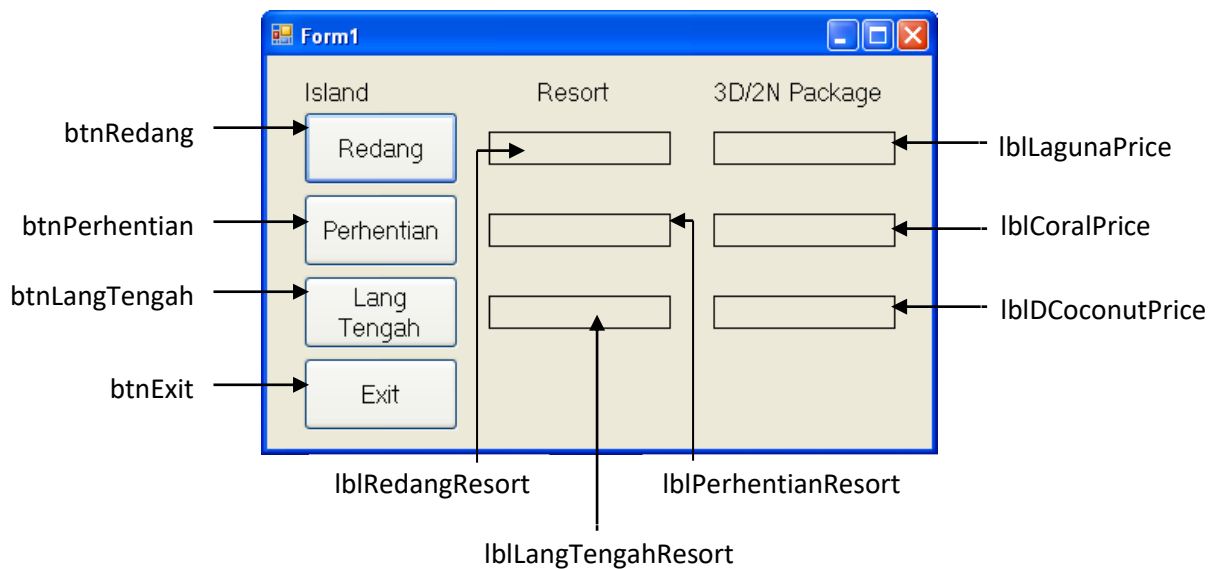 Form1
Island Resort 3D/2N Package
btnRedang
Redang
lblLagunaPrice
btnPerhentian
Perhentian
lblCoralPrice
btnLangTengah
Lang
Tengah
lblDCoconutPrice
btnExit
Exit
lblRedangResort
lblPerhentianResort
lblLangTengahResort